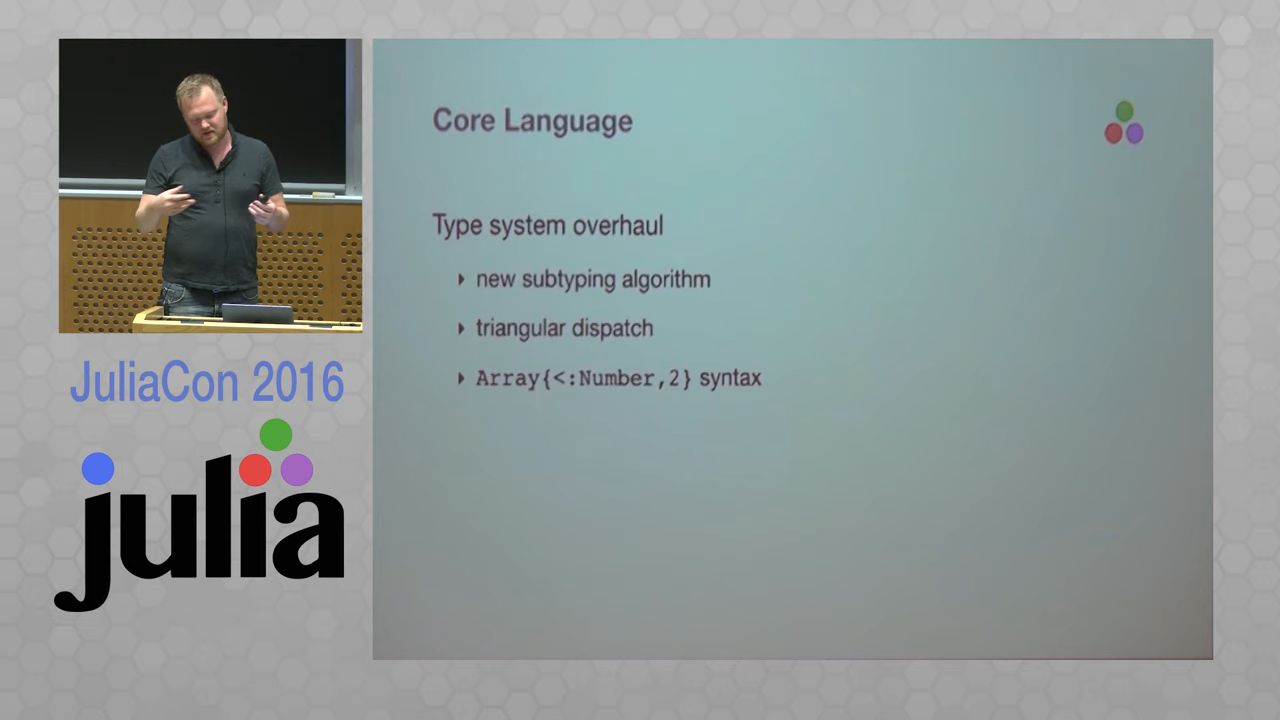 Core Language
Type system overhaul
new subtyping algorithm
triangular dispatch
Array{<:Number,2} syntax
JuliaCon 2016
julia